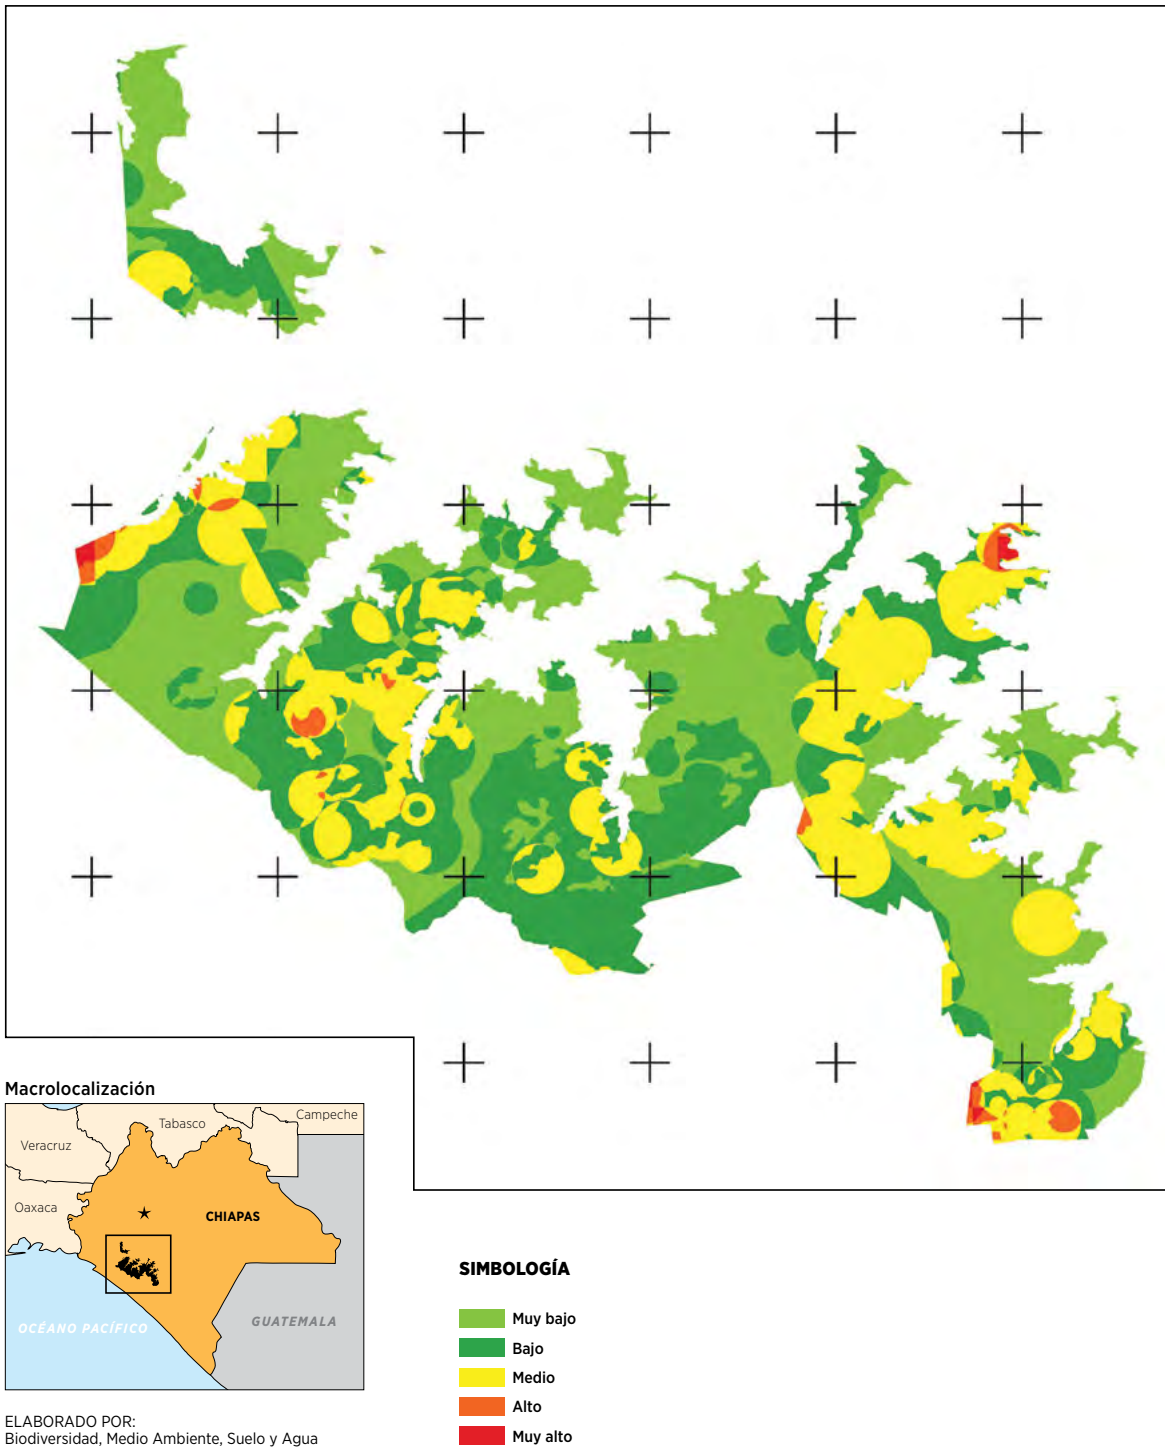 Macrolocalización
Campeche
Tabasco
Veracruz
Oaxaca
CHIAPAS
OCÉANO PACÍFICO
GUATEMALA
ELABORADO POR:
Biodiversidad, Medio Ambiente, Suelo y Agua
SIMBOLOGÍA
Muy bajo
Bajo
Medio
Alto
Muy alto